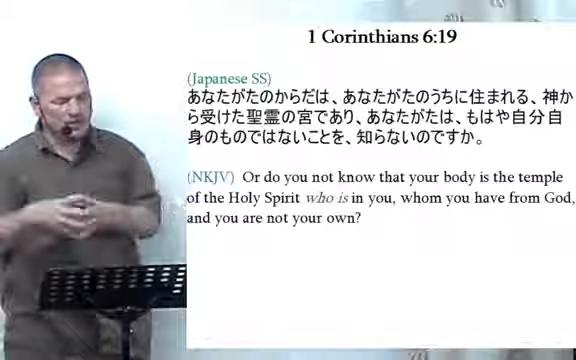 1 Corinthians 6:19
(Japanese SS)
あなたがたのからだは、あなたがたのうちに住まれる、神か
ら受けた聖霊の宮であり、あなたがたは、もはや自分自
身のものではないことを、知らないのですか。
(NKJV) Or do you not know that your body is the temple
of the Holy Spirit who is in you, whom you have from God,
and you are not your own?